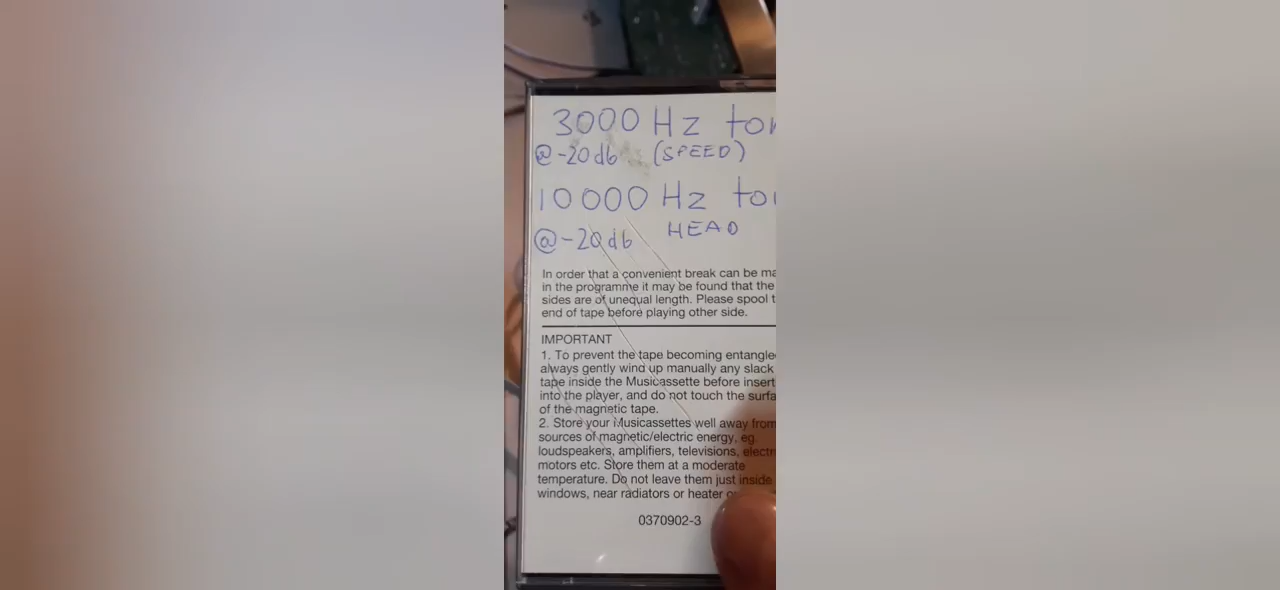 3000 Hz
@-20db (SPEED)
10000 Hz
@-20db HEAD
In order that a convenient break can be
in the programme it may be found that the
sides are of unequal length. Please spool
end of tape before playing other side.
IMPORTANT
1. To prevent the tape becoming
always gently wind up manually any slack
tape inside the Musicassette before
into the player, and do not touch the
of the magnetic tape.
2. Store your Musicassettes well away from
sources of magnetic/electric energy, eg.
loudspeakers, amplifiers, televisions,
motors etc. Store them at a moderate
temperature. Do not leave them just inside
windows, near radiators or heater
0370902-3